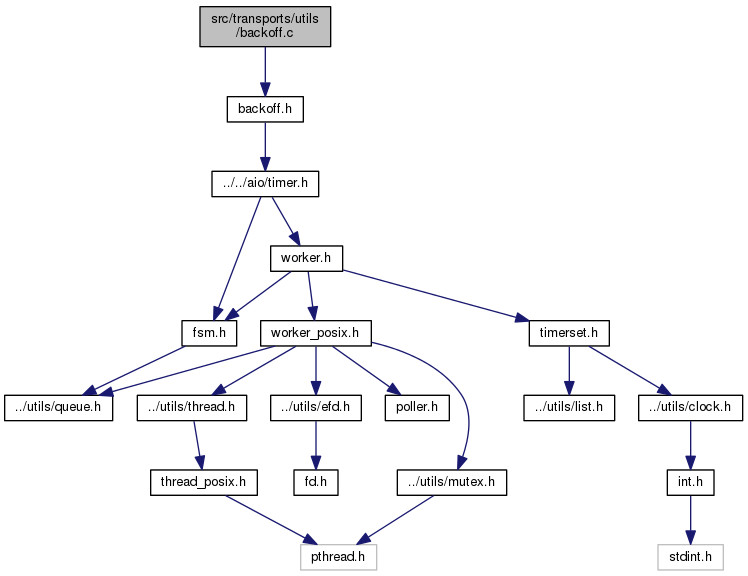 src/transports/utils
/backoff.c
backoff.h
../../aio/timer.h
worker.h
fsm.h
worker_posix.h
timerset.h
../utils/queue.h
../utils/thread.h
../utils/efd.h
poller.h
../utils/list.h
../utils/clock.h
thread_posix.h
fd.h
../utils/mutex.h
int.h
pthread.h
stdint.h